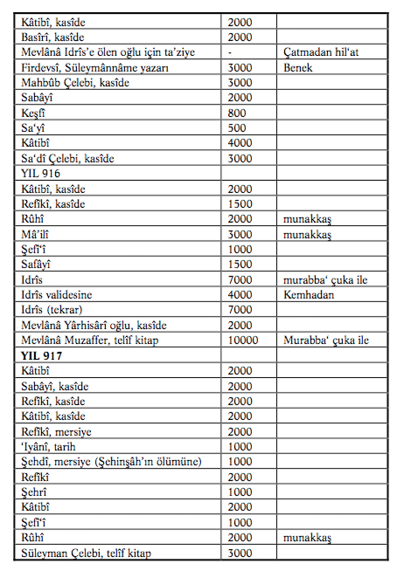 Kâtibî, kasîde 2000
Basîrî, kasîde 2000
Mevlânâ Idrîs’e ölen oğlu için ta’ziye - Çatmadan hil‘at
Firdevsî, Süleymânnâme yazarı 3000 Benek
Mahbûb Çelebi, kasîde 3000
Sabâyî 2000
Keşfî 800
Sa‘yî 500
Kâtibî 4000
Sa‘dî Çelebi, kasîde 3000
YIL 916
Kâtibî, kasîde 2000
Refîkî, kasîde 1500
Rûhî 2000 munakkaş
Mâ’ilî 3000 munakkaş
Şefî‘î 1000
Safâyî 1500
Idrîs 7000 murabba‘ çuka ile
Idrîs validesine 4000 Kemhadan
Idrîs (tekrar) 7000
Mevlânâ Yârhisârî oğlu, kasîde 2000
Mevlânâ Muzaffer, telîf kitap 10000 Murabba‘ çuka ile
YIL 917
Kâtibî 2000
Sabâyî, kasîde 2000
Refîkî, kasîde 2000
Kâtibî, kasîde 2000
Refîkî, mersiye 2000
‘Iyânî, tarih 1000
Şehdî, mersiye (Şehinşâh’ın ölümüne) 1000
Refîkî 2000
Şehrî 1000
Kâtibî 2000
Şefî‘î 1000
Rûhî 2000 munakkaş
Süleyman Çelebi, telîf kitap 3000